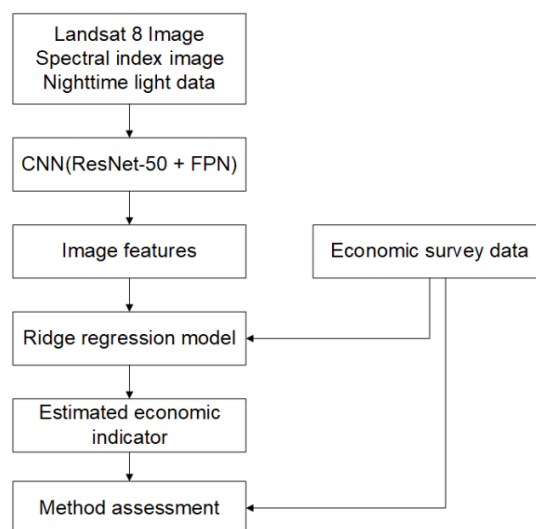 Landsat 8 Image
Spectral index image
Nighttime light data
CNN(ResNet-50 + FPN)
Image features
Economic survey data
Ridge regression model
Estimated economic
indicator
Method assessment